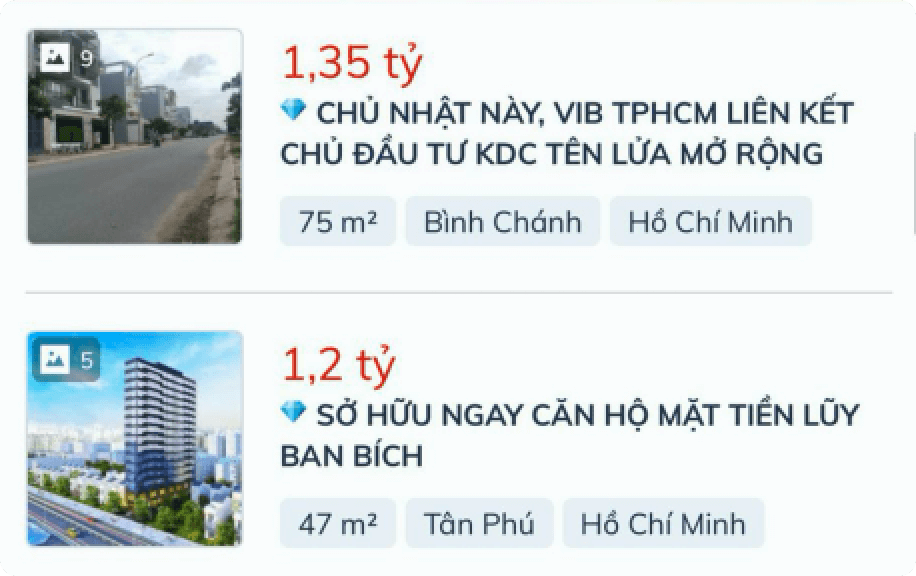 9
1,35 tỷ
CHỦ NHẬT NÀY, VIB TPHCM LIÊN KẾT
CHỦ ĐẦU TƯ KDC TÊN LỬA MỞ RỘNG
75 m² Bình Chánh Hồ Chí Minh
5
1,2 tỷ
SỞ HỮU NGAY CĂN HỘ MẶT TIỀN LŨY
BAN BÍCH
47 m² Tân Phú Hồ Chí Minh